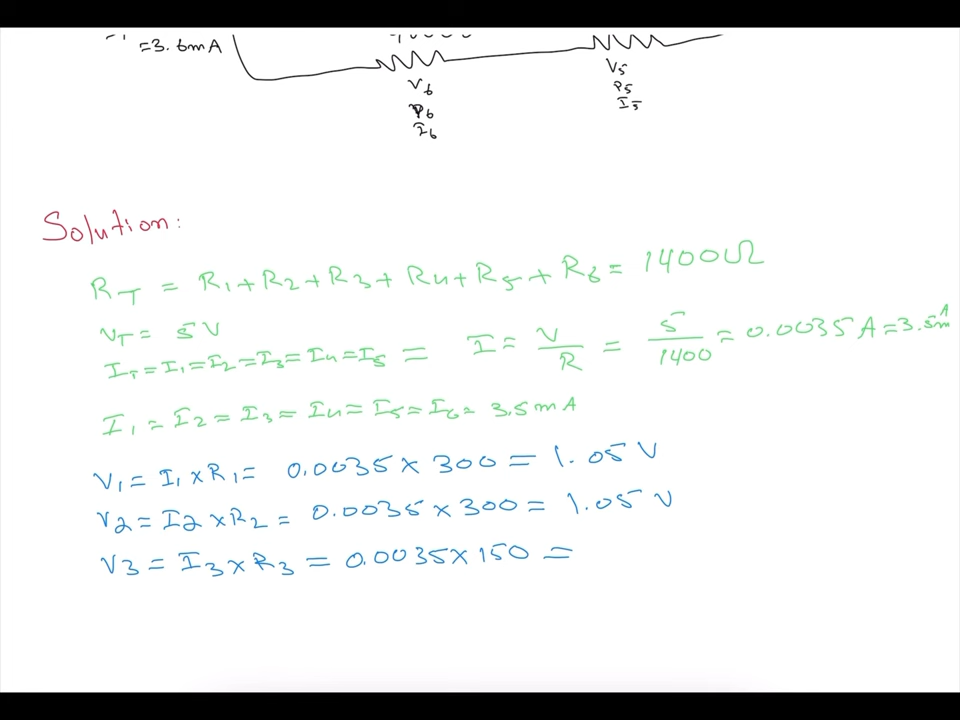 =3.6mA
V6
P6
I6
V5
P5
I5
Solution:
RT = R1+R2+R3+R4+R5+R6 = 1400Ω
VT = 5V
IT=I1=I2=I3=I4=I5= I= V/R = 5/1400 = 0.0035A=3.5mA
I1=I2=I3=I4=I5=I6= 3.5mA
V1=I1×R1= 0.0035×300=1.05V
V2=I2×R2= 0.0035×300=1.05V
V3=I3×R3=0.0035×150=